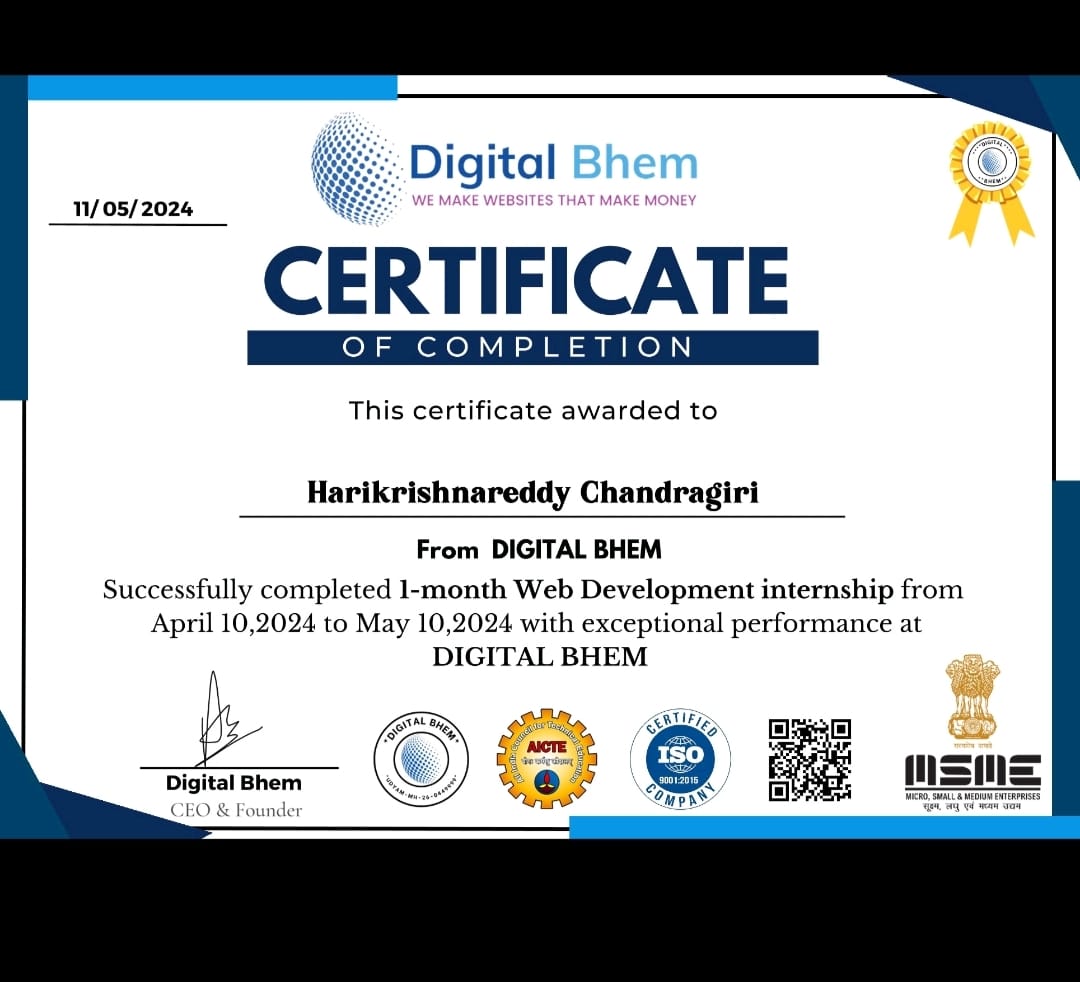 Digital Bhem
WE MAKE WEBSITES THAT MAKE MONEY
11/05/2024
DIGITAL
BHEM
CERTIFICATE
OF COMPLETION
This certificate awarded to
Harikrishnareddy Chandragiri
From DIGITAL BHEM
Successfully completed 1-month Web Development internship from
April 10,2024 to May 10,2024 with exceptional performance at
DIGITAL BHEM
Digital Bhem
CEO & Founder
DIGITAL BHEM
All India Council for Technical Education
AICTE
CERTIFIED
ISO
9001:2015
COMPANY
सत्यमेव जयते
MSME
MICRO, SMALL & MEDIUM ENTERPRISES
सूक्ष्म, लघु एवं मध्यम उद्यम